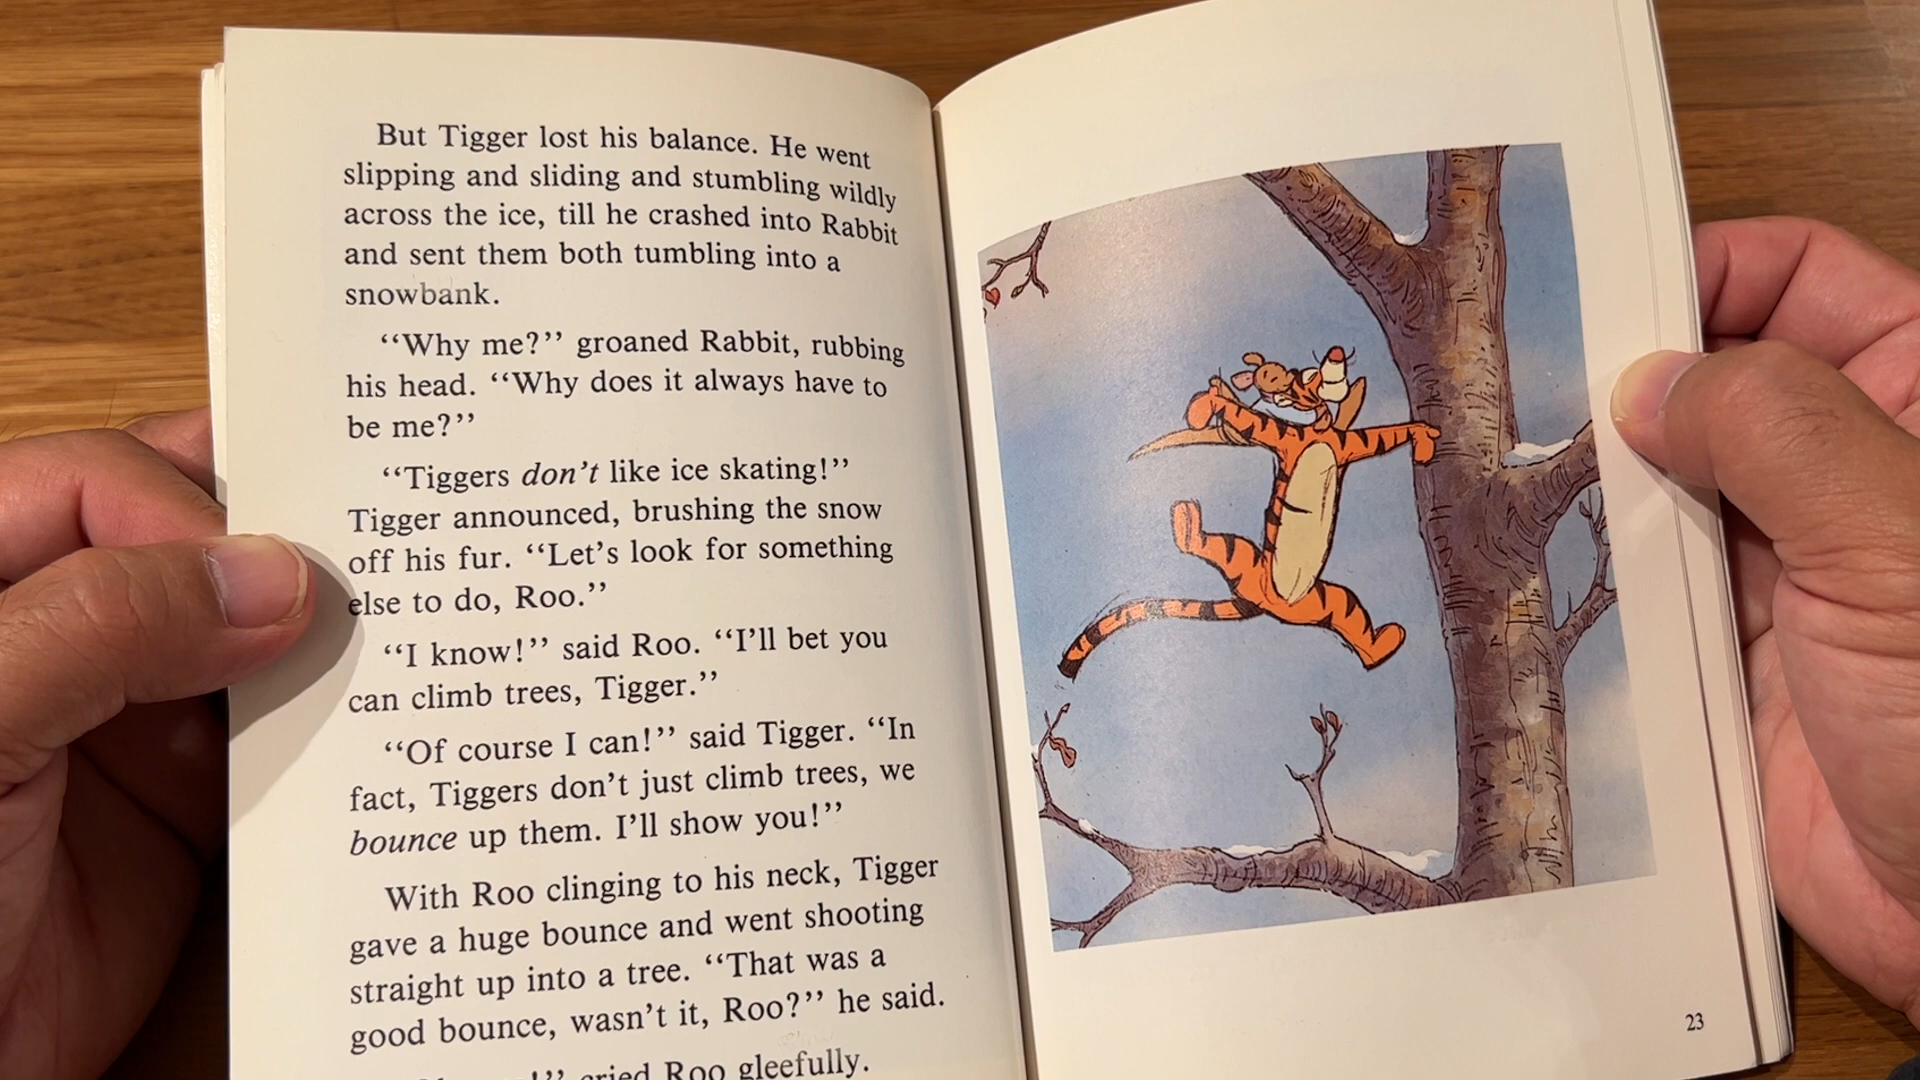 But Tigger lost his balance. He went
slipping and sliding and stumbling wildly
across the ice, till he crashed into Rabbit
and sent them both tumbling into a
snowbank.
“Why me?” groaned Rabbit, rubbing
his head. “Why does it always have to
be me?”
“Tiggers don’t like ice skating!”
Tigger announced, brushing the snow
off his fur. “Let’s look for something
else to do, Roo.”
“I know!” said Roo. “I’ll bet you
can climb trees, Tigger.”
“Of course I can!” said Tigger. “In
fact, Tiggers don’t just climb trees, we
bounce up them. I’ll show you!”
With Roo clinging to his neck, Tigger
gave a huge bounce and went shooting
straight up into a tree. “That was a
good bounce, wasn’t it, Roo?” he said.
cried Roo gleefully.
23